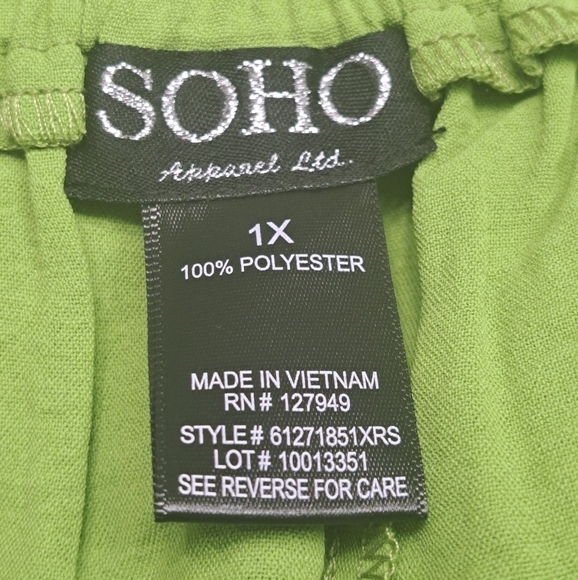 SOHO
Apparel Ltd.
1X
100% POLYESTER
MADE IN VIETNAM
RN# 127949
STYLE# 61271851XRS
LOT# 10013351
SEE REVERSE FOR CARE